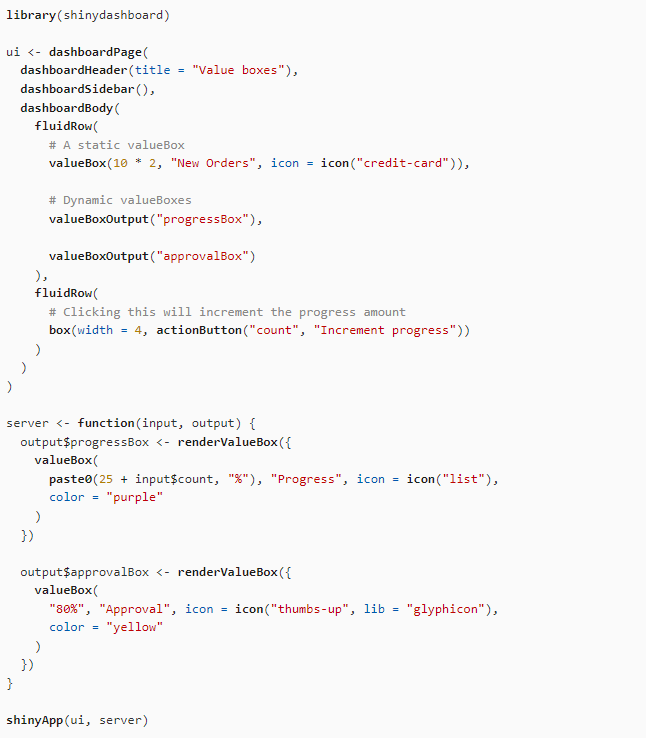 library(shinydashboard)

ui <- dashboardPage(
  dashboardHeader(title = "Value boxes"),
  dashboardSidebar(),
  dashboardBody(
    fluidRow(
      # A static valueBox
      valueBox(10 * 2, "New Orders", icon = icon("credit-card")),

      # Dynamic valueBoxes
      valueBoxOutput("progressBox"),

      valueBoxOutput("approvalBox")
    ),
    fluidRow(
      # Clicking this will increment the progress amount
      box(width = 4, actionButton("count", "Increment progress"))
    )
  )
)

server <- function(input, output) {
  output$progressBox <- renderValueBox({
    valueBox(
      paste0(25 + input$count, "%"), "Progress", icon = icon("list"),
      color = "purple"
    )
  })

  output$approvalBox <- renderValueBox({
    valueBox(
      "80%", "Approval", icon = icon("thumbs-up", lib = "glyphicon"),
      color = "yellow"
    )
  })
}

shinyApp(ui, server)